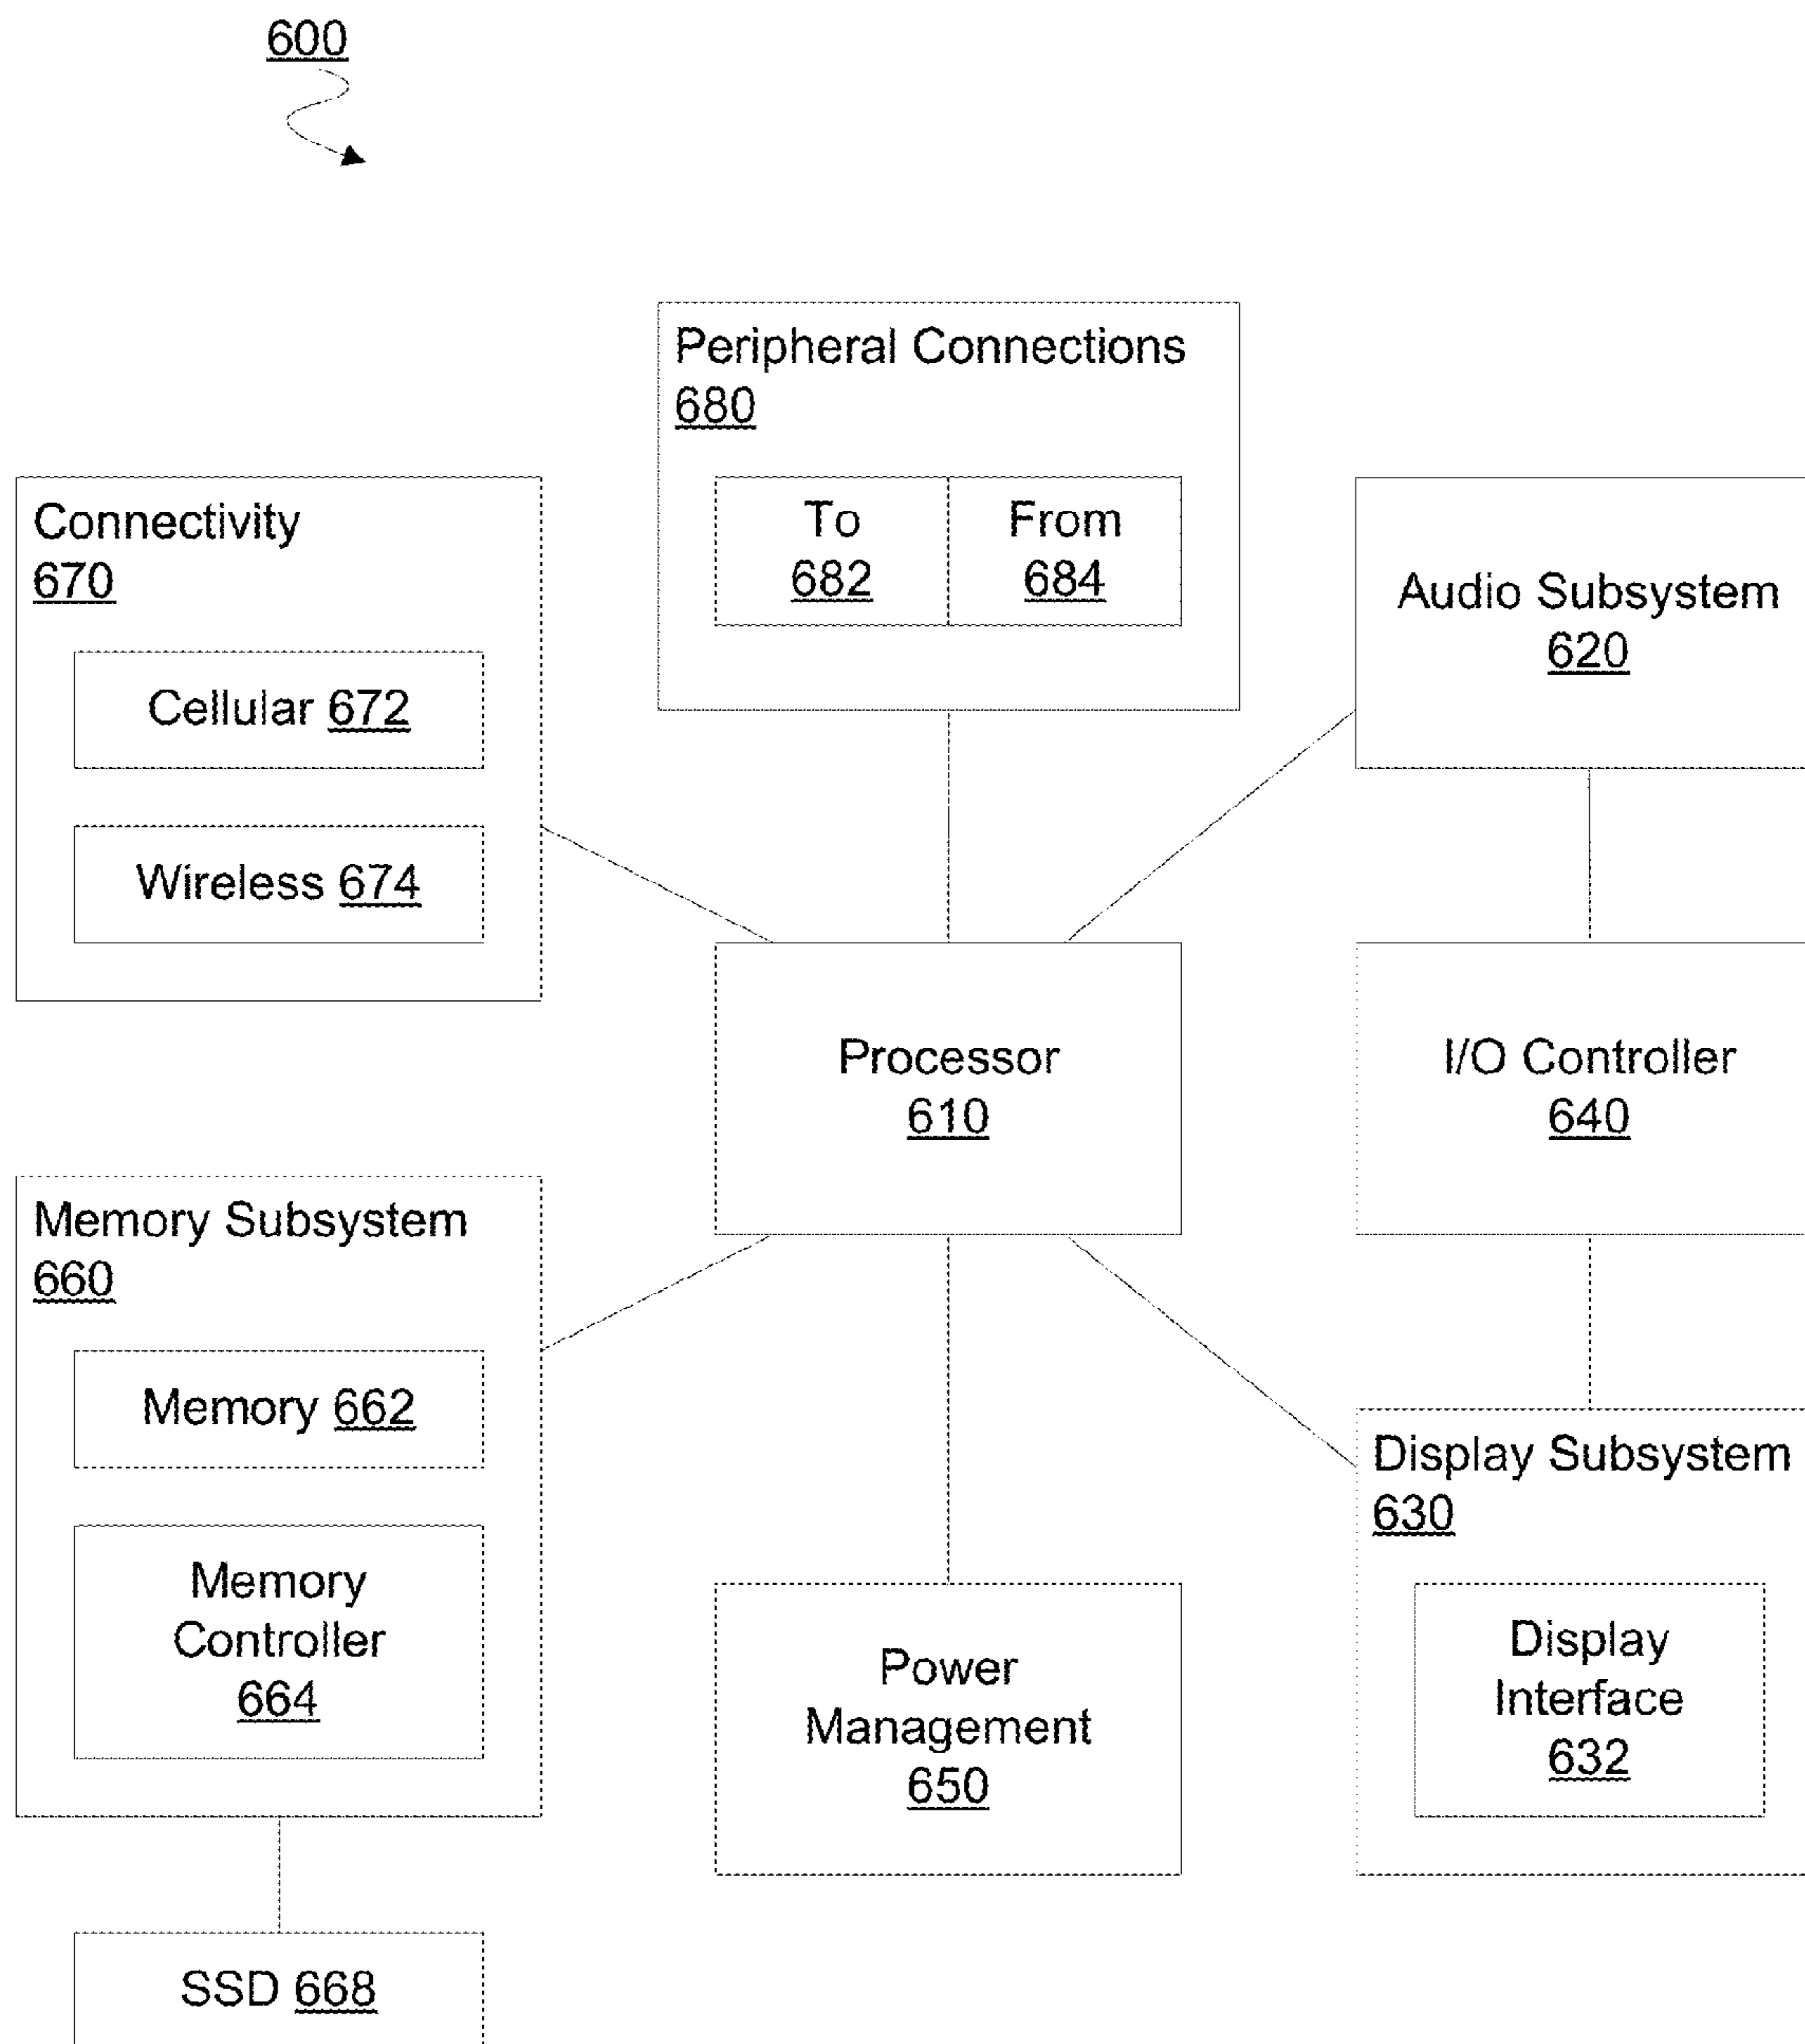 600
Peripheral Connections
680
To
682
From
684
Connectivity
670
Cellular 672
Wireless 674
Audio Subsystem
620
Processor
610
I/O Controller
640
Memory Subsystem
660
Memory 662
Memory
Controller
664
Power
Management
650
Display Subsystem
630
Display
Interface
632
SSD 668